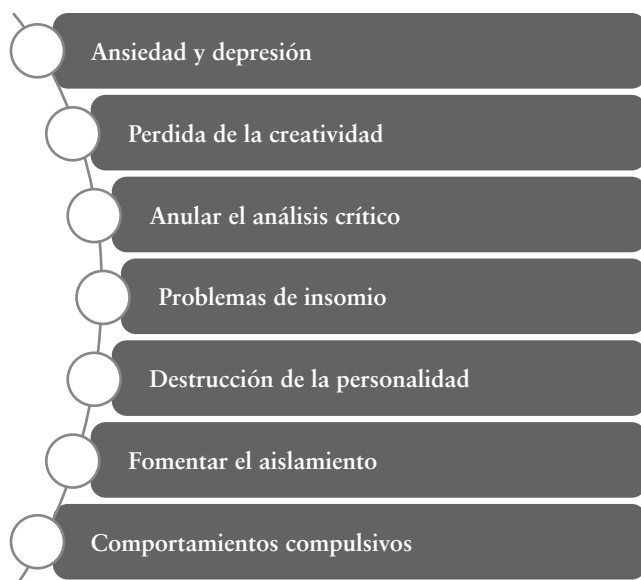 Ansiedad y depresión
Perdida de la creatividad
Anular el análisis crítico
Problemas de insomio
Destrucción de la personalidad
Fomentar el aislamiento
Comportamientos compulsivos